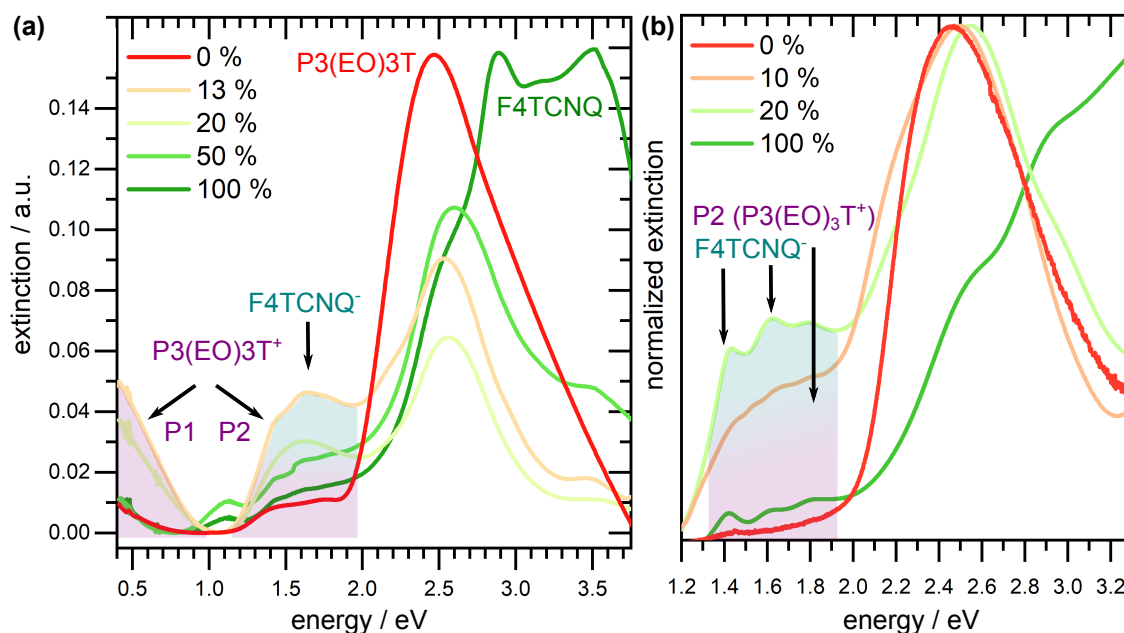 (a)
0 %
13 %
20 %
50 %
100 %
P3(EO)3T
F4TCNQ
F4TCNQ-
P3(EO)3T+
P1
P2
0.14
0.12
0.10
0.08
0.06
0.04
0.02
0.00
extinction / a.u.
0.5 1.0 1.5 2.0 2.5 3.0 3.5
energy / eV
(b)
0 %
10 %
20 %
100 %
P2 (P3(EO)₃T⁺)
F4TCNQ-
normalized extinction
1.2 1.4 1.6 1.8 2.0 2.2 2.4 2.6 2.8 3.0 3.2
energy / eV